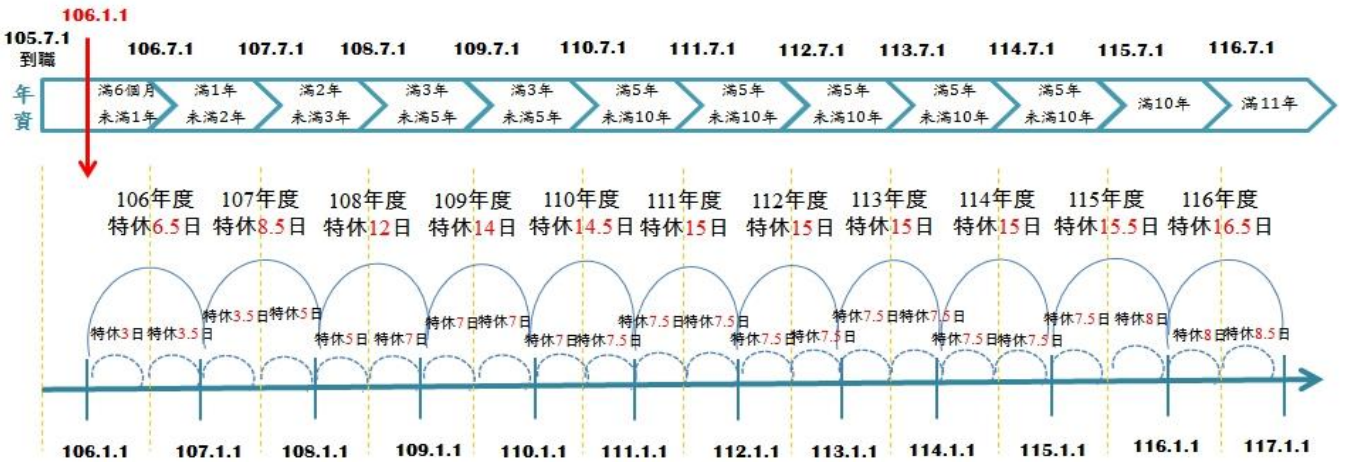 106.1.1
105.7.1
到職
106.7.1 107.7.1 108.7.1 109.7.1 110.7.1 111.7.1 112.7.1 113.7.1 114.7.1 115.7.1 116.7.1
年資
滿6個月 滿1年 滿2年 滿3年 滿3年 滿5年 滿5年 滿5年 滿5年 滿5年 滿10年 滿11年
未滿1年 未滿2年 未滿3年 未滿5年 未滿5年 未滿10年 未滿10年 未滿10年 未滿10年 未滿10年
106年度 107年度 108年度 109年度 110年度 111年度 112年度 113年度 114年度 115年度 116年度
特休6.5日 特休8.5日 特休12日 特休14日 特休14.5日 特休15日 特休15日 特休15日 特休15日 特休15.5日 特休16.5日
特休3日 特休3.5日 特休3.5日 特休5日 特休5日 特休7日 特休7日 特休7日 特休7日 特休7.5日 特休7.5日 特休7.5日 特休7.5日 特休7.5日 特休7.5日 特休7.5日 特休7.5日 特休7.5日 特休7.5日 特休8日 特休8日 特休8.5日
106.1.1 107.1.1 108.1.1 109.1.1 110.1.1 111.1.1 112.1.1 113.1.1 114.1.1 115.1.1 116.1.1 117.1.1